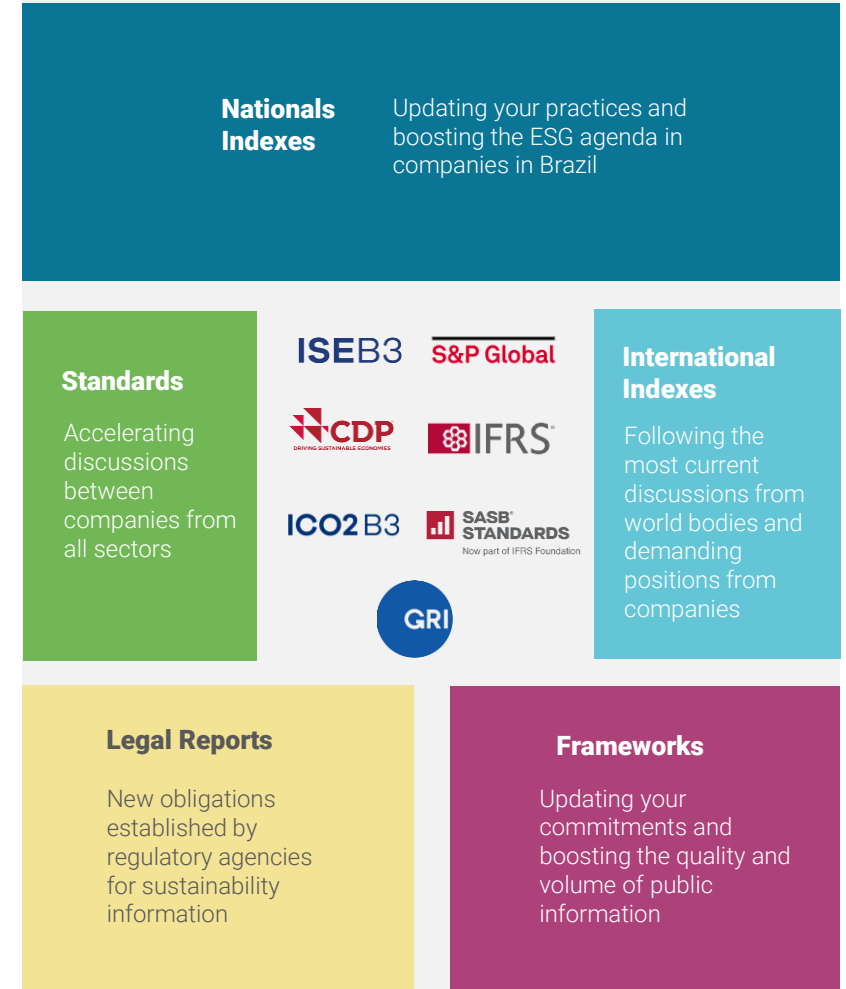 Nationals
Indexes
Updating your practices and
boosting the ESG agenda in
companies in Brazil
Standards
Accelerating
discussions
between
companies from
all sectors
ISEB3
S&P Global
CDP
DRIVING SUSTAINABLE ECONOMIES
IFRS®
ICO2B3
SASB®
STANDARDS
Now part of IFRS Foundation
GRI
International
Indexes
Following the
most current
discussions from
world bodies and
demanding
positions from
companies
Legal Reports
New obligations
established by
regulatory agencies
for sustainability
information
Frameworks
Updating your
commitments and
boosting the quality and
volume of public
information